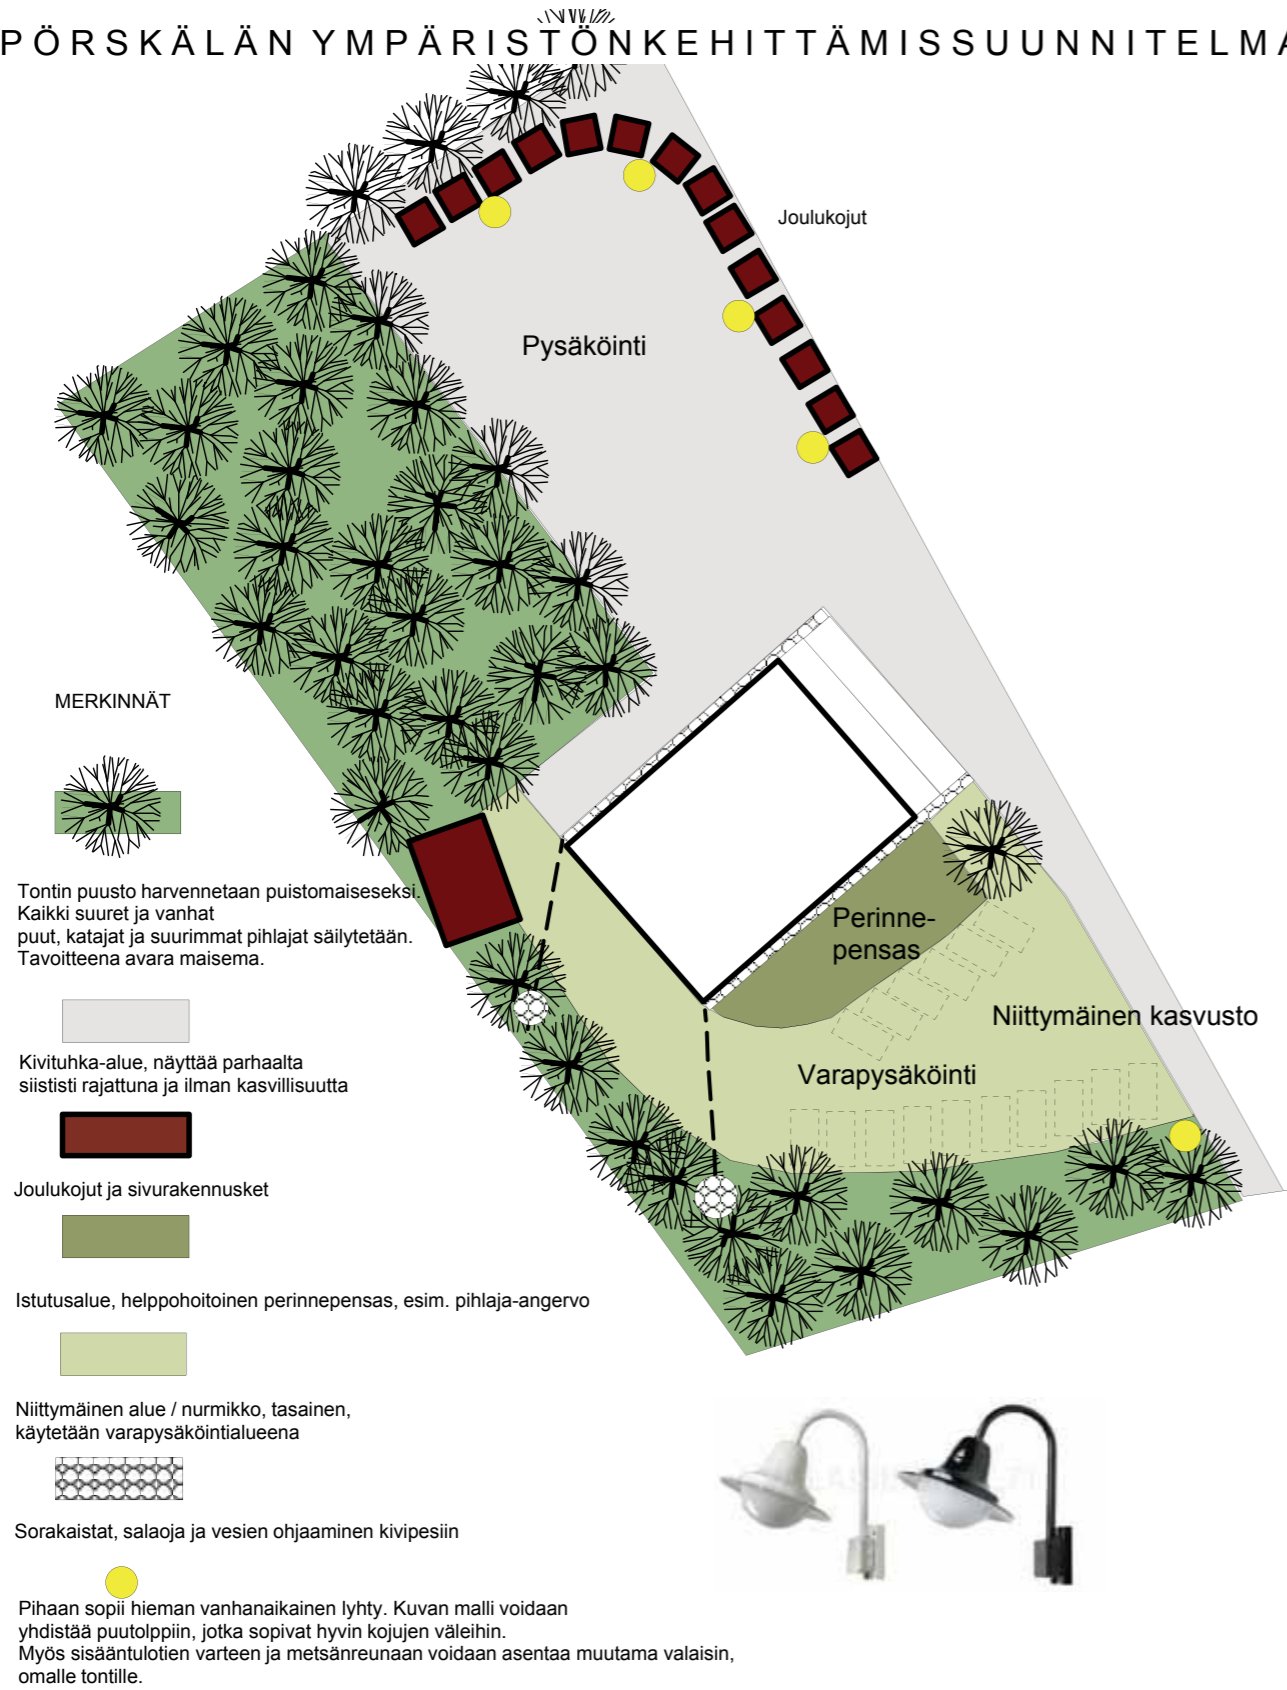 PÖRSKÄLÄN YMPÄRISTÖNKEHITTÄMISSUUNNITELMA
Joulukojut
Pysäköinti
MERKINNÄT
Tontin puusto harvennetaan puistomaiseseksi.
Kaikki suuret ja vanhat
puut, katajat ja suurimmat pihlajat säilytetään.
Tavoitteena avara maisema.
Perinne-
pensas
Niittymäinen kasvusto
Varapysäköinti
Kivituhka-alue, näyttää parhaalta
siististi rajattuna ja ilman kasvillisuutta
Joulukojut ja sivurakennusket
Istutusalue, helppohoitoinen perinnepensas, esim. pihlaja-angervo
Niittymäinen alue / nurmikko, tasainen,
käytetään varapysäköintialueena
Sorakaistat, salaoja ja vesien ohjaaminen kivipesiin
Pihaan sopii hieman vanhanaikainen lyhty. Kuvan malli voidaan
yhdistää puutolppiin, jotka sopivat hyvin kojujen väleihin.
Myös sisääntulotien varteen ja metsänreunaan voidaan asentaa muutama valaisin,
omalle tontille.